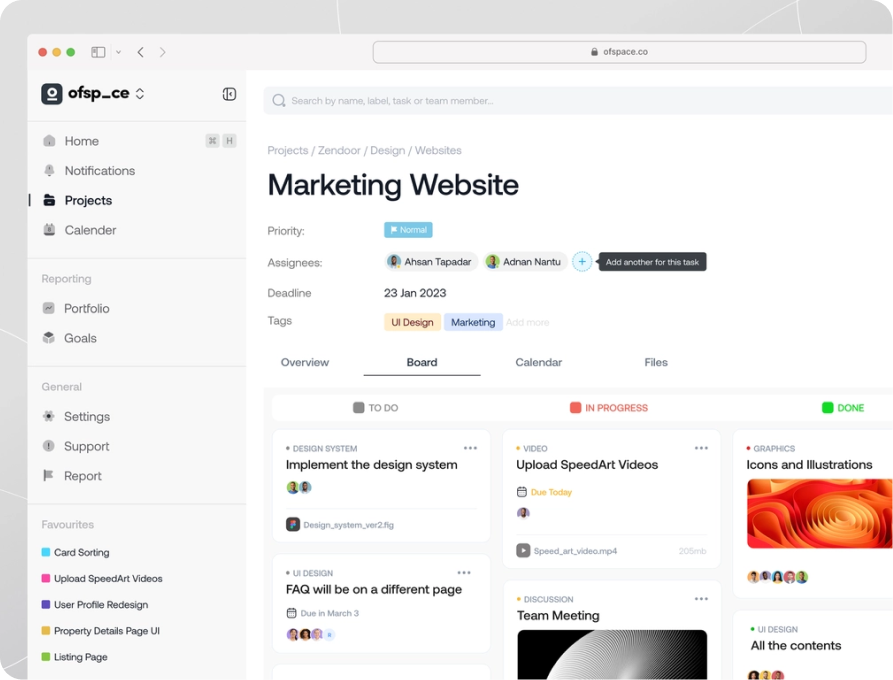 ofspace.co
ofsp_ce
⌘ H
Home
Notifications
Projects
Calender
Reporting
Portfolio
Goals
General
Settings
Support
Report
Favourites
Card Sorting
Upload SpeedArt Videos
User Profile Redesign
Property Details Page UI
Listing Page
Search by name, label, task or team member...
Projects / Zendoor / Design / Websites
Marketing Website
Priority: Normal
Assignees: Ahsan Tapadar Adnan Nantu + Add another for this task
Deadline 23 Jan 2023
Tags UI Design Marketing Add more
Overview Board Calendar Files
TO DO
DESIGN SYSTEM
Implement the design system
Design_system_ver2.fig
UI DESIGN
FAQ will be on a different page
Due in March 3
IN PROGRESS
VIDEO
Upload SpeedArt Videos
Due Today
Speed_art_video.mp4 205mb
DISCUSSION
Team Meeting
DONE
GRAPHICS
Icons and Illustrations
UI DESIGN
All the contents